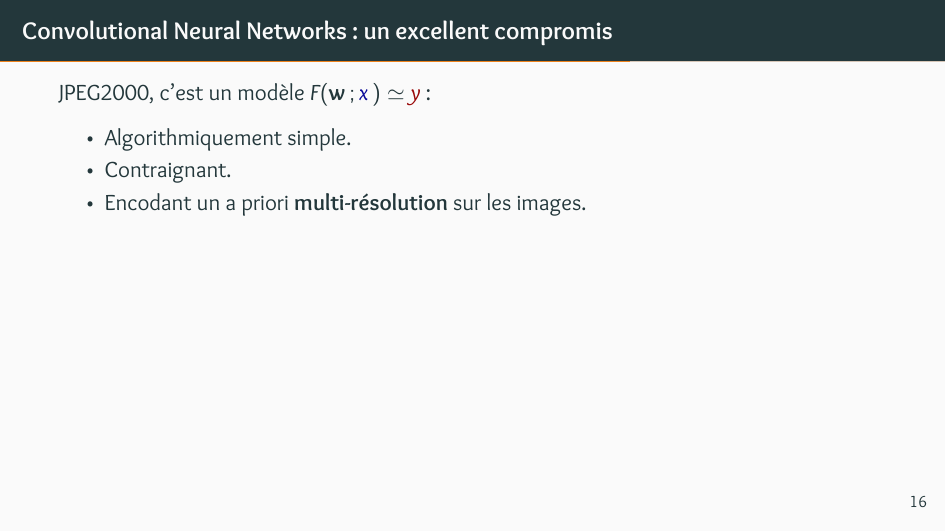 Convolutional Neural Networks : un excellent compromis
JPEG2000, c’est un modèle F(w ; x ) ≃ y :
• Algorithmiquement simple.
• Contraignant.
• Encodant un a priori multi-résolution sur les images.
16